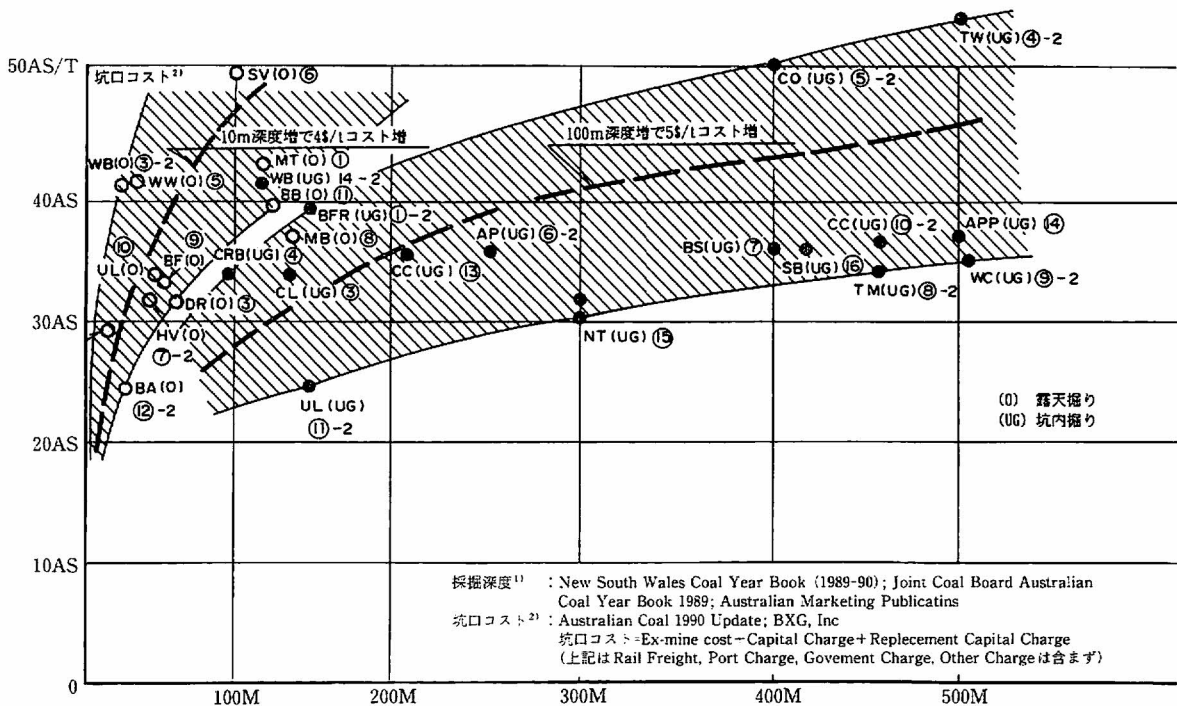 50AS/T
坑口コスト2)
SV(O)⑥
TW(UG)④-2
CO(UG)⑤-2
10m深度増で4$/tコスト増
100m深度増で5$/tコスト増
WB(O)③-2
MT(O)①
WW(O)⑤
WB(UG)14-2
BB(O)⑪
40AS
BFR(UG)①-2
MB(O)⑧
AP(UG)⑥-2
CC(UG)⑩-2
APP(UG)⑭
⑩
⑨
UL(O)
BF(O)
CRB(UG)④
CC(UG)⑬
BS(UG)⑦
SB(UG)⑯
WC(UG)⑨-2
CL(UG)③
TM(UG)⑧-2
DR(O)③
30AS
HV(O)
⑦-2
NT(UG)⑮
BA(O)
⑫-2
UL(UG)
⑪-2
(O) 露天掘り
(UG) 坑内掘り
20AS
10AS
採掘深度1) : New South Wales Coal Year Book (1989-90); Joint Coal Board Australian
Coal Year Book 1989; Australian Marketing Publicatins
坑口コスト2) : Australian Coal 1990 Update; BXG, Inc
坑口コスト=Ex-mine cost-Capital Charge+Replecement Capital Charge
(上記はRail Freight, Port Charge, Govement Charge, Other Chargeは含まず)
0
100M
200M
300M
400M
500M